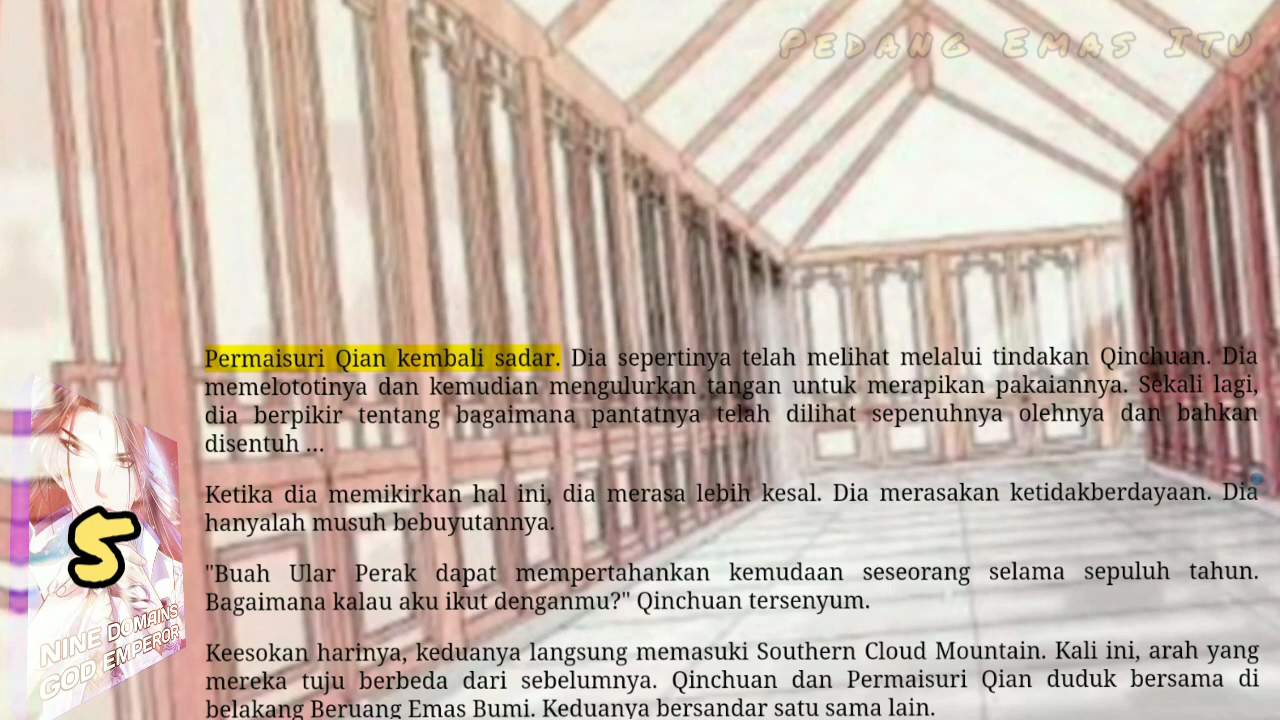 Pedang Emas Itu
Permaisuri Qian kembali sadar. Dia sepertinya telah melihat melalui tindakan Qinchuan. Dia
memelototinya dan kemudian mengulurkan tangan untuk merapikan pakaiannya. Sekali lagi,
dia berpikir tentang bagaimana pantatnya telah dilihat sepenuhnya olehnya dan bahkan
disentuh ...
Ketika dia memikirkan hal ini, dia merasa lebih kesal. Dia merasakan ketidakberdayaan. Dia
hanyalah musuh bebuyutannya.
"Buah Ular Perak dapat mempertahankan kemudaan seseorang selama sepuluh tahun.
Bagaimana kalau aku ikut denganmu?" Qinchuan tersenyum.
Keesokan harinya, keduanya langsung memasuki Southern Cloud Mountain. Kali ini, arah yang
mereka tuju berbeda dari sebelumnya. Qinchuan dan Permaisuri Qian duduk bersama di
belakang Beruang Emas Bumi. Keduanya bersandar satu sama lain.
5
NINE DOMAINS
GOD EMPEROR